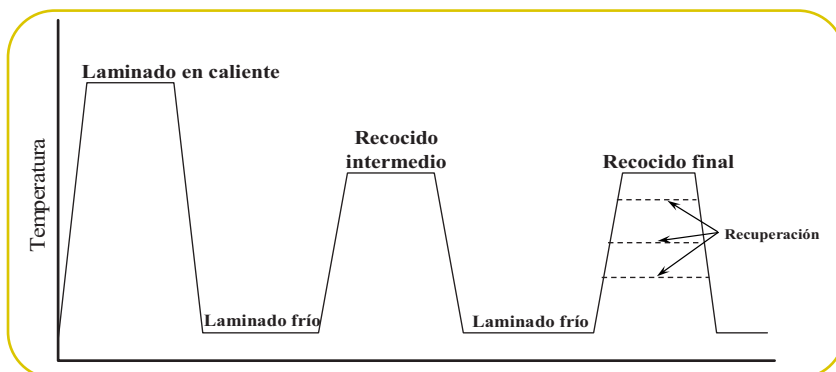 Laminado en caliente
Recocido
intermedio
Recocido final
Temperatura
Recuperación
Laminado frío
Laminado frío